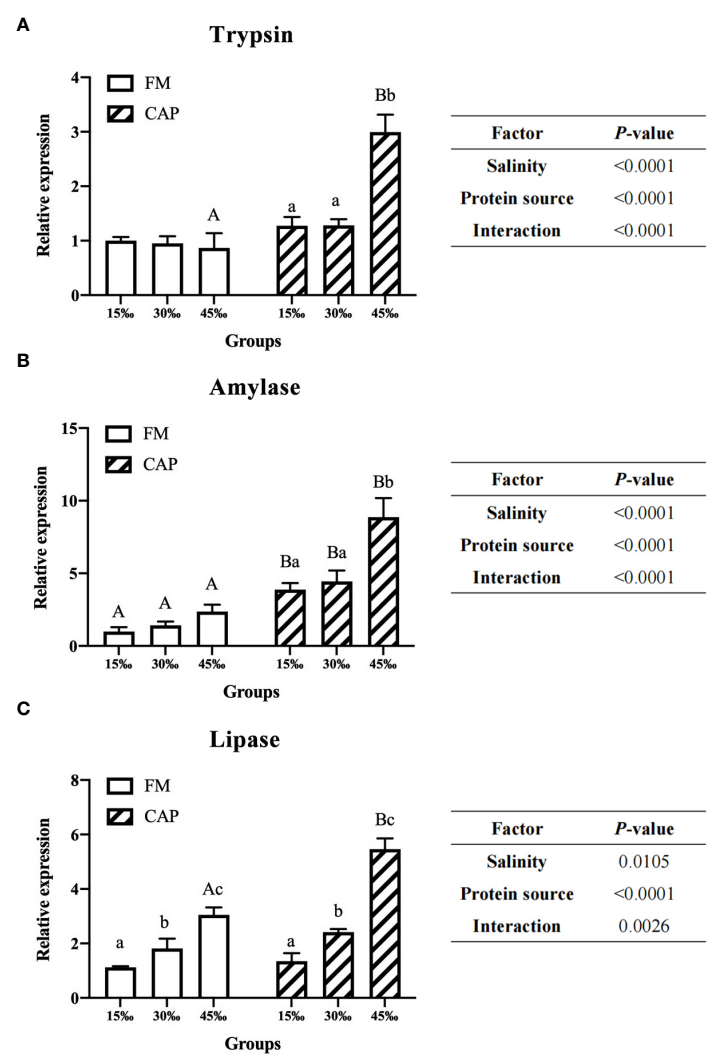 A
Trypsin
FM
CAP
Relative expression
4
3
2
1
0
A
a
a
Bb
15‰ 30‰ 45‰ 15‰ 30‰ 45‰
Groups
Factor P-value
Salinity <0.0001
Protein source <0.0001
Interaction <0.0001
B
Amylase
FM
CAP
Relative expression
15
10
5
0
A
A
A
Ba
Ba
Bb
15‰ 30‰ 45‰ 15‰ 30‰ 45‰
Groups
Factor P-value
Salinity <0.0001
Protein source <0.0001
Interaction <0.0001
C
Lipase
FM
CAP
Relative expression
8
6
4
2
0
a
b
Ac
a
b
Bc
15‰ 30‰ 45‰ 15‰ 30‰ 45‰
Groups
Factor P-value
Salinity 0.0105
Protein source <0.0001
Interaction 0.0026